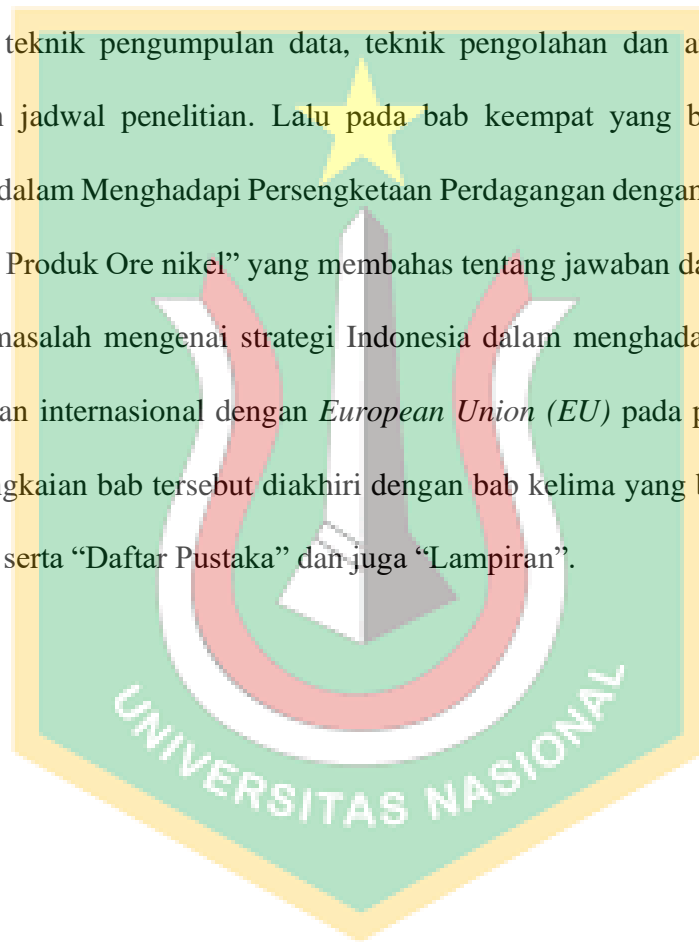 teknik pengumpulan data, teknik pengolahan dan a
jadwal penelitian. Lalu pada bab keempat yang b
dalam Menghadapi Persengketaan Perdagangan dengan
Produk Ore nikel” yang membahas tentang jawaban da
masalah mengenai strategi Indonesia dalam menghada
an internasional dengan European Union (EU) pada p
ngkaian bab tersebut diakhiri dengan bab kelima yang b
serta “Daftar Pustaka” dan juga “Lampiran”.
UNIVERSITAS NASIONAL